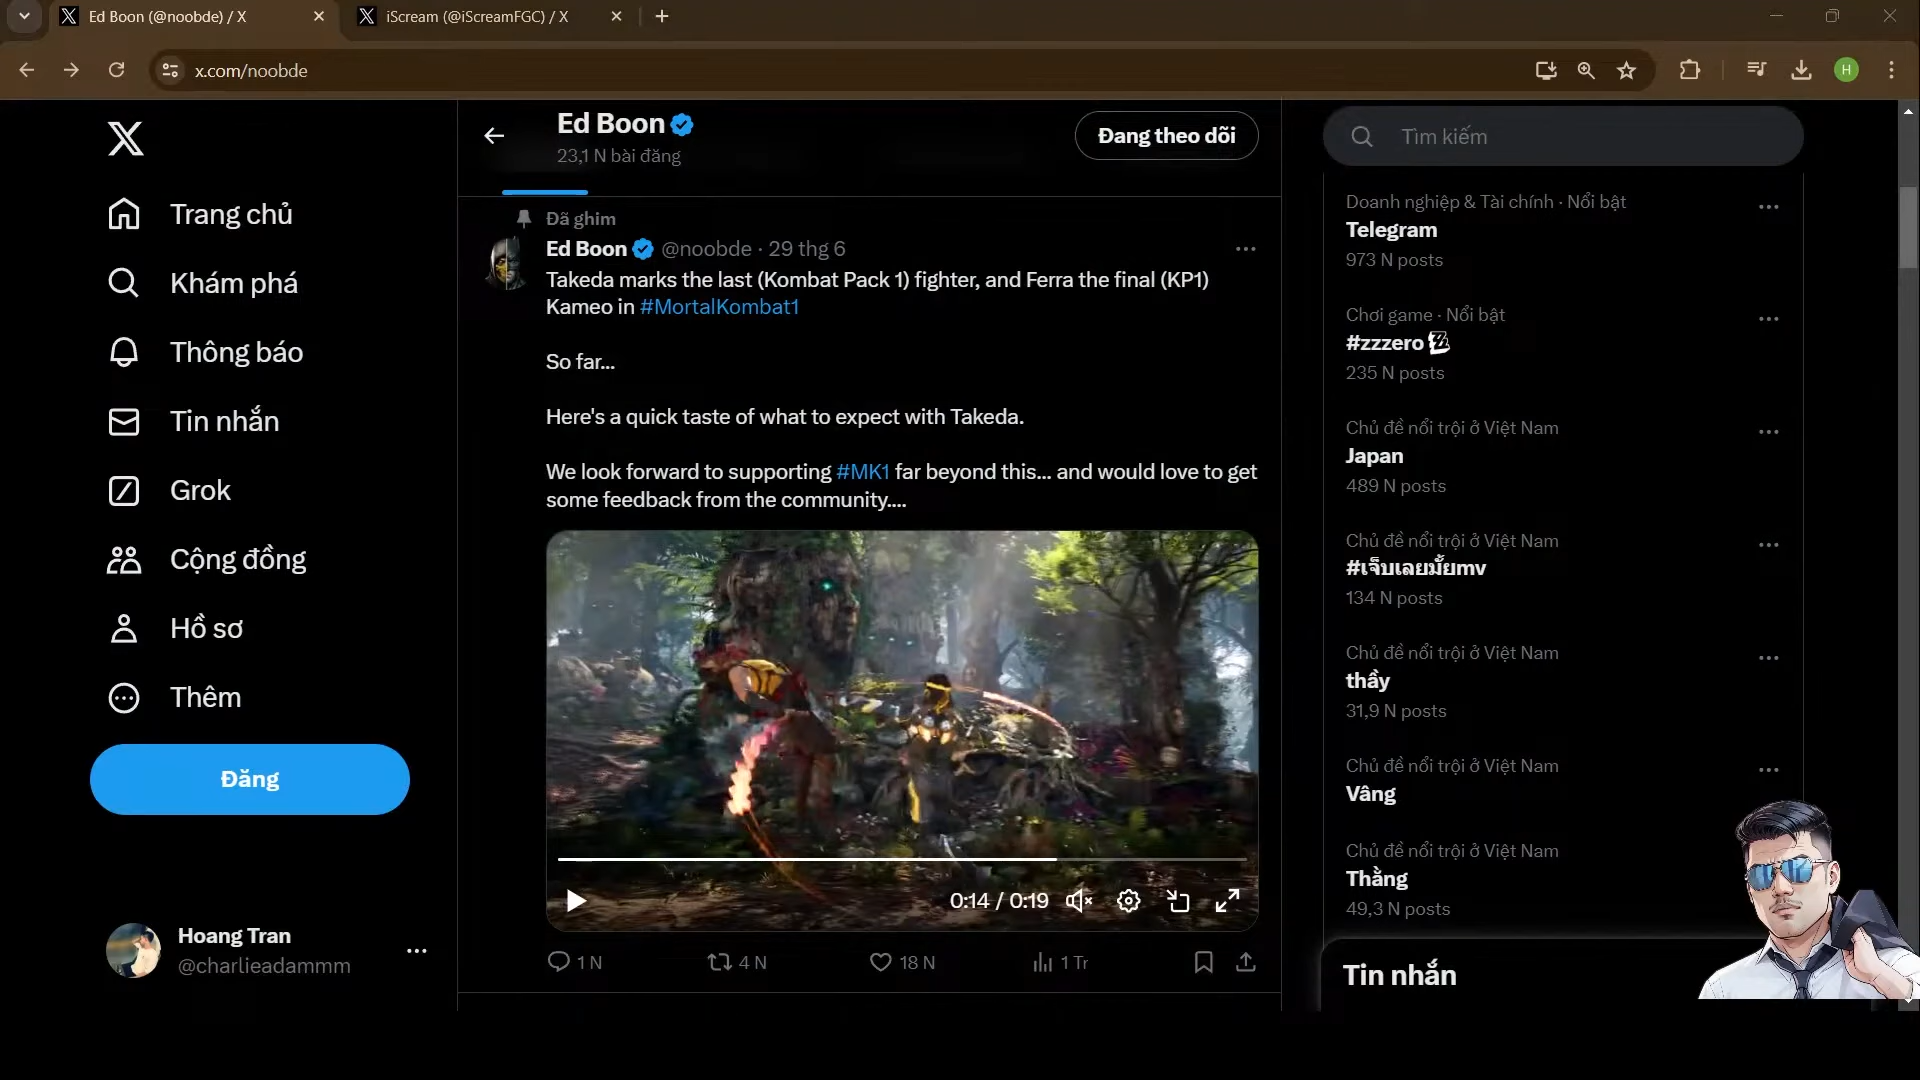 Ed Boon (@noobde) / X
iScream (@iScreamFGC) / X
x.com/noobde
H
Trang chủ
Khám phá
Thông báo
Tin nhắn
Grok
Cộng đồng
Hồ sơ
Thêm
Đăng
Hoang Tran
@charlieadammm
Ed Boon
23,1 N bài đăng
Đang theo dõi
Đã ghim
Ed Boon @noobde · 29 thg 6
Takeda marks the last (Kombat Pack 1) fighter, and Ferra the final (KP1)
Kameo in #MortalKombat1
So far...
Here's a quick taste of what to expect with Takeda.
We look forward to supporting #MK1 far beyond this... and would love to get
some feedback from the community....
0:14 / 0:19
1 N
4 N
18 N
1 Tr
Tìm kiếm
Doanh nghiệp & Tài chính · Nổi bật
Telegram
973 N posts
Chơi game · Nổi bật
#zzzero
235 N posts
Chủ đề nổi trội ở Việt Nam
Japan
489 N posts
Chủ đề nổi trội ở Việt Nam
#เจ็บเลยมั้ยmv
134 N posts
Chủ đề nổi trội ở Việt Nam
thầy
31,9 N posts
Chủ đề nổi trội ở Việt Nam
Vâng
Chủ đề nổi trội ở Việt Nam
Thằng
49,3 N posts
Tin nhắn